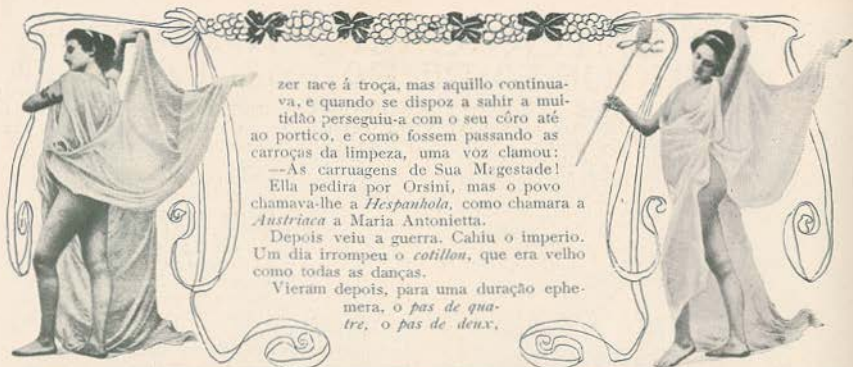 zer face á troça, mas aquillo continua-
va, e quando se dispoz a sahir a mul-
tidão perseguiu-a com o seu côro até
ao portico, e como fossem passando as
carroças da limpeza, uma voz clamou:
—As carruagens de Sua Magestade!
Ella pedira por Orsini, mas o povo
chamava-lhe a Hespanhola, como chamara a
Austriaca a Maria Antonietta.
Depois veiu a guerra. Cahiu o imperio.
Um dia irrompeu o cotillon, que era velho
como todas as danças.
Vieram depois, para uma duração ephe-
mera, o pas de qua-
tre, o pas de deux,